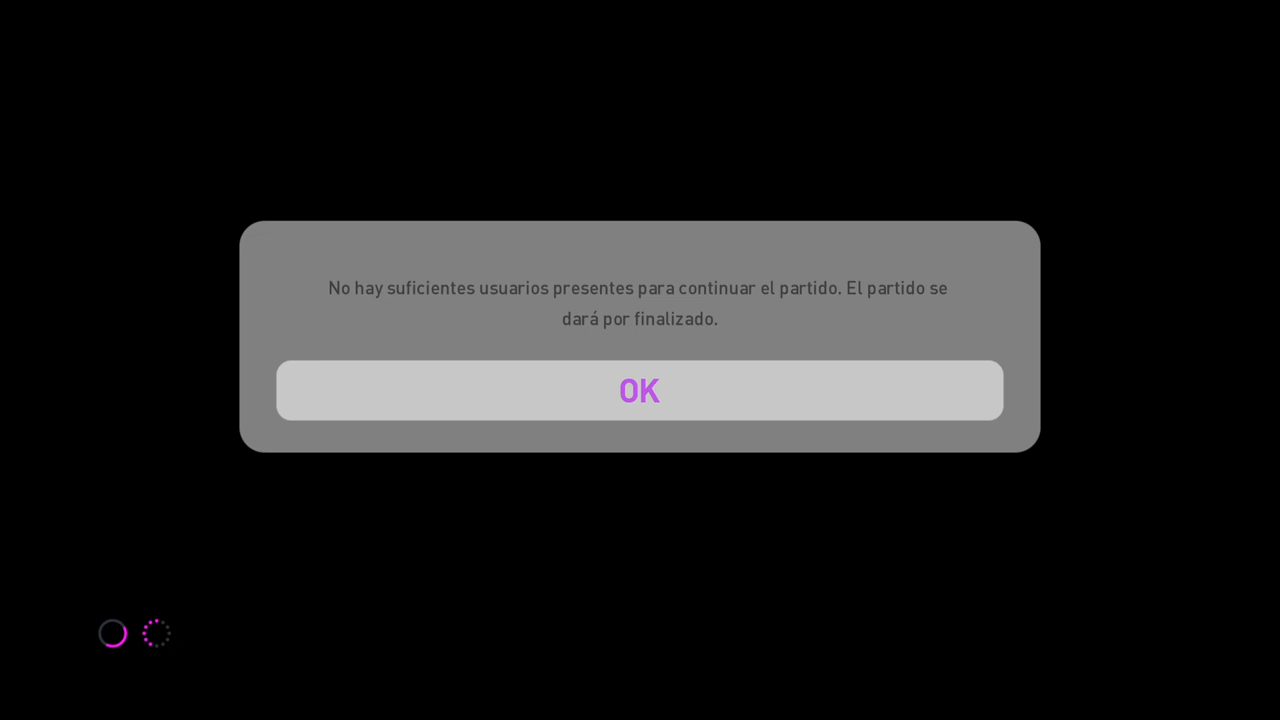 No hay suficientes usuarios presentes para continuar el partido. El partido se
dará por finalizado.
OK